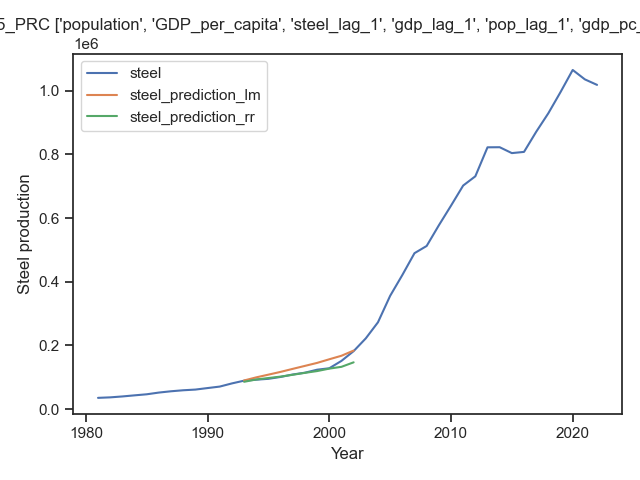 5_PRC ['population', 'GDP_per_capita', 'steel_lag_1', 'gdp_lag_1', 'pop_lag_1', 'gdp_pc_
1e6
steel
steel_prediction_lm
steel_prediction_rr
1.0
0.8
0.6
0.4
0.2
0.0
Steel production
1980 1990 2000 2010 2020
Year